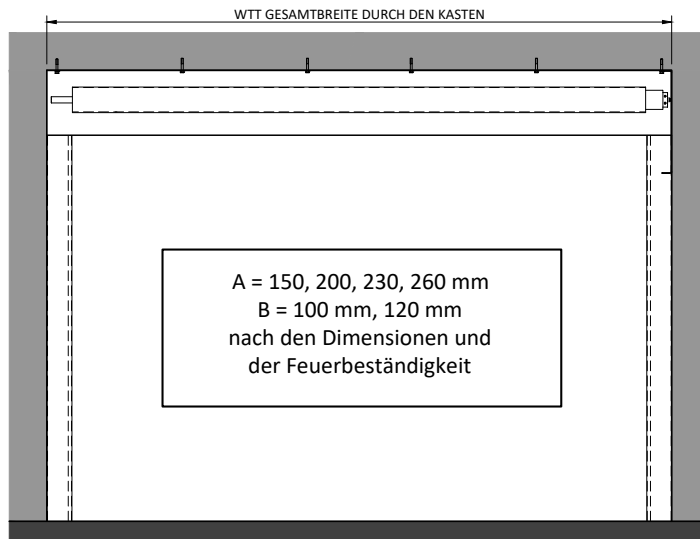 WTT GESAMTBREITE DURCH DEN KASTEN
A = 150, 200, 230, 260 mm
B = 100 mm, 120 mm
nach den Dimensionen und
der Feuerbeständigkeit